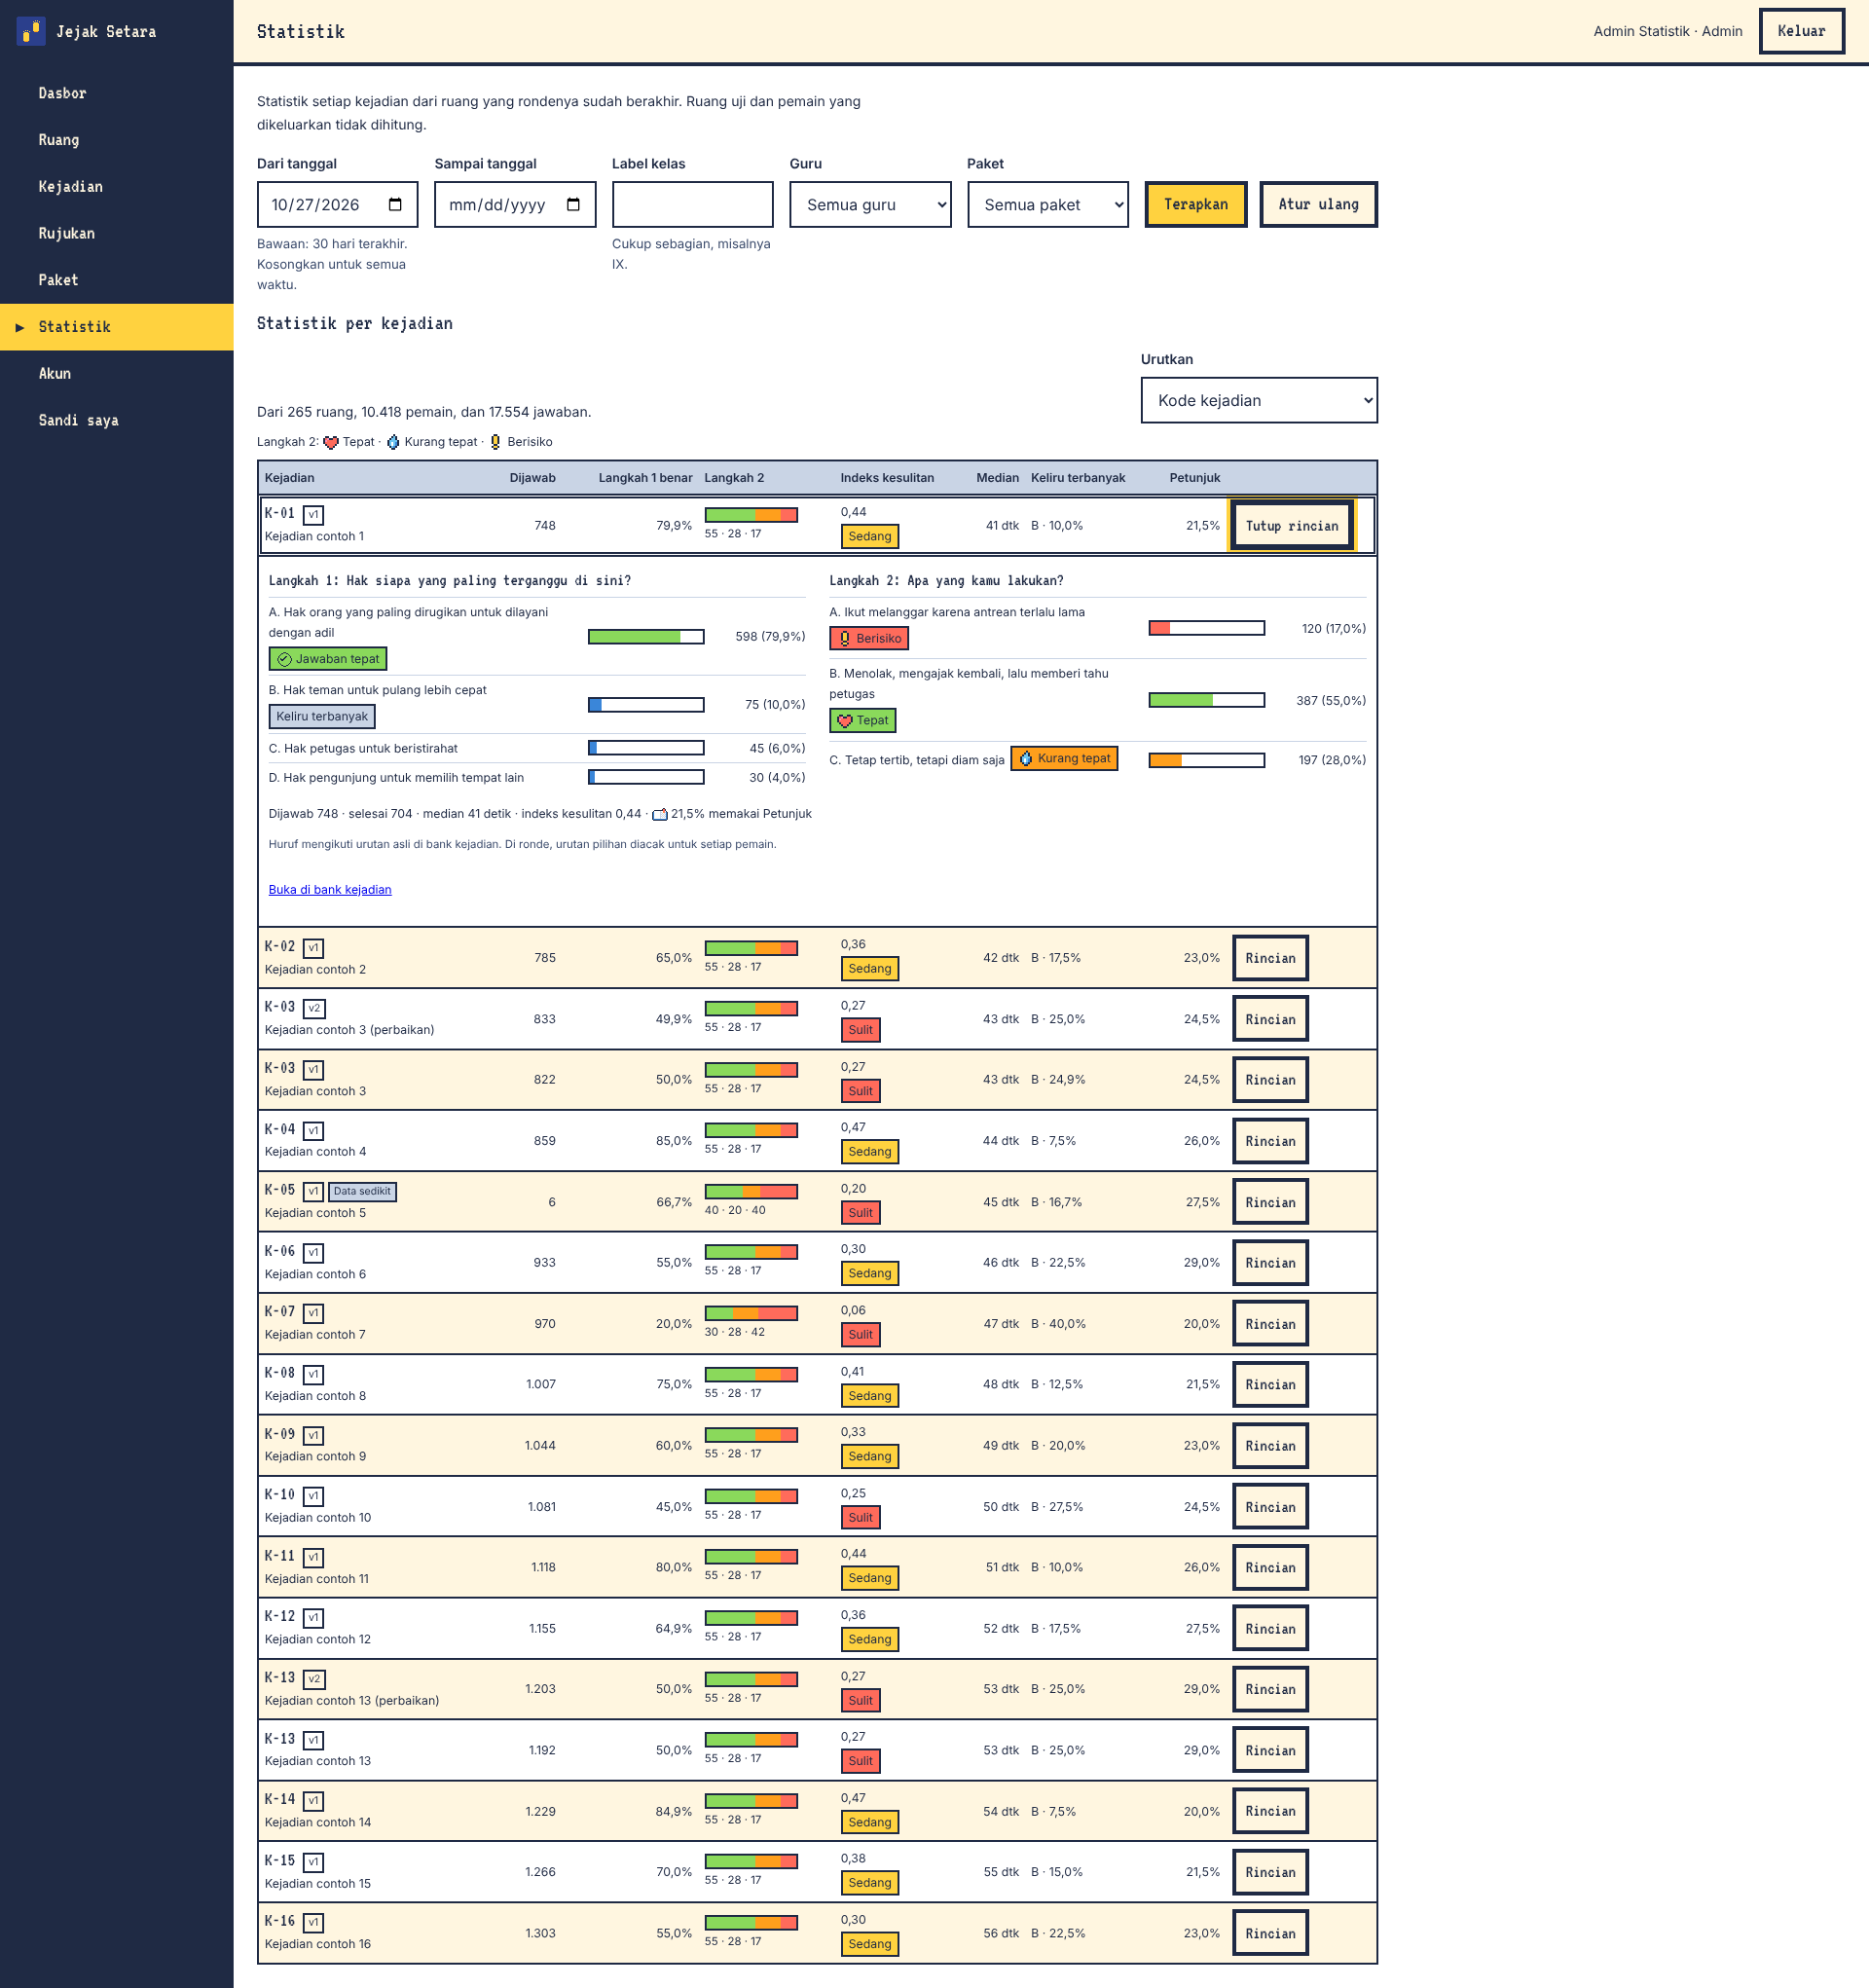 Jejak Setara
Dasbor
Ruang
Kejadian
Rujukan
Paket
► Statistik
Akun
Sandi saya
Statistik
Admin Statistik · Admin
Keluar
Statistik setiap kejadian dari ruang yang rondenya sudah berakhir. Ruang uji dan pemain yang
dikeluarkan tidak dihitung.
Dari tanggal Sampai tanggal Label kelas Guru Paket
10/27/2026 mm/dd/yyyy Semua guru Semua paket Terapkan Atur ulang
Bawaan: 30 hari terakhir.
Kosongkan untuk semua
waktu.
Cukup sebagian, misalnya
IX.
Statistik per kejadian
Urutkan
Kode kejadian
Dari 265 ruang, 10.418 pemain, dan 17.554 jawaban.
Langkah 2: Tepat · Kurang tepat · Berisiko
Kejadian Dijawab Langkah 1 benar Langkah 2 Indeks kesulitan Median Keliru terbanyak Petunjuk
K-01 v1
Kejadian contoh 1
748 79,9% 55 · 28 · 17 0,44 Sedang 41 dtk B · 10,0% 21,5% Tutup rincian
Langkah 1: Hak siapa yang paling terganggu di sini?
A. Hak orang yang paling dirugikan untuk dilayani
dengan adil
Jawaban tepat
598 (79,9%)
B. Hak teman untuk pulang lebih cepat
Keliru terbanyak
75 (10,0%)
C. Hak petugas untuk beristirahat 45 (6,0%)
D. Hak pengunjung untuk memilih tempat lain 30 (4,0%)
Langkah 2: Apa yang kamu lakukan?
A. Ikut melanggar karena antrean terlalu lama
Berisiko
120 (17,0%)
B. Menolak, mengajak kembali, lalu memberi tahu
petugas
Tepat
387 (55,0%)
C. Tetap tertib, tetapi diam saja Kurang tepat 197 (28,0%)
Dijawab 748 · selesai 704 · median 41 detik · indeks kesulitan 0,44 · 21,5% memakai Petunjuk
Huruf mengikuti urutan asli di bank kejadian. Di ronde, urutan pilihan diacak untuk setiap pemain.
Buka di bank kejadian
K-02 v1
Kejadian contoh 2
785 65,0% 55 · 28 · 17 0,36 Sedang 42 dtk B · 17,5% 23,0% Rincian
K-03 v2
Kejadian contoh 3 (perbaikan)
833 49,9% 55 · 28 · 17 0,27 Sulit 43 dtk B · 25,0% 24,5% Rincian
K-03 v1
Kejadian contoh 3
822 50,0% 55 · 28 · 17 0,27 Sulit 43 dtk B · 24,9% 24,5% Rincian
K-04 v1
Kejadian contoh 4
859 85,0% 55 · 28 · 17 0,47 Sedang 44 dtk B · 7,5% 26,0% Rincian
K-05 v1 Data sedikit
Kejadian contoh 5
6 66,7% 40 · 20 · 40 0,20 Sulit 45 dtk B · 16,7% 27,5% Rincian
K-06 v1
Kejadian contoh 6
933 55,0% 55 · 28 · 17 0,30 Sedang 46 dtk B · 22,5% 29,0% Rincian
K-07 v1
Kejadian contoh 7
970 20,0% 30 · 28 · 42 0,06 Sulit 47 dtk B · 40,0% 20,0% Rincian
K-08 v1
Kejadian contoh 8
1.007 75,0% 55 · 28 · 17 0,41 Sedang 48 dtk B · 12,5% 21,5% Rincian
K-09 v1
Kejadian contoh 9
1.044 60,0% 55 · 28 · 17 0,33 Sedang 49 dtk B · 20,0% 23,0% Rincian
K-10 v1
Kejadian contoh 10
1.081 45,0% 55 · 28 · 17 0,25 Sulit 50 dtk B · 27,5% 24,5% Rincian
K-11 v1
Kejadian contoh 11
1.118 80,0% 55 · 28 · 17 0,44 Sedang 51 dtk B · 10,0% 26,0% Rincian
K-12 v1
Kejadian contoh 12
1.155 64,9% 55 · 28 · 17 0,36 Sedang 52 dtk B · 17,5% 27,5% Rincian
K-13 v2
Kejadian contoh 13 (perbaikan)
1.203 50,0% 55 · 28 · 17 0,27 Sulit 53 dtk B · 25,0% 29,0% Rincian
K-13 v1
Kejadian contoh 13
1.192 50,0% 55 · 28 · 17 0,27 Sulit 53 dtk B · 25,0% 29,0% Rincian
K-14 v1
Kejadian contoh 14
1.229 84,9% 55 · 28 · 17 0,47 Sedang 54 dtk B · 7,5% 20,0% Rincian
K-15 v1
Kejadian contoh 15
1.266 70,0% 55 · 28 · 17 0,38 Sedang 55 dtk B · 15,0% 21,5% Rincian
K-16 v1
Kejadian contoh 16
1.303 55,0% 55 · 28 · 17 0,30 Sedang 56 dtk B · 22,5% 23,0% Rincian